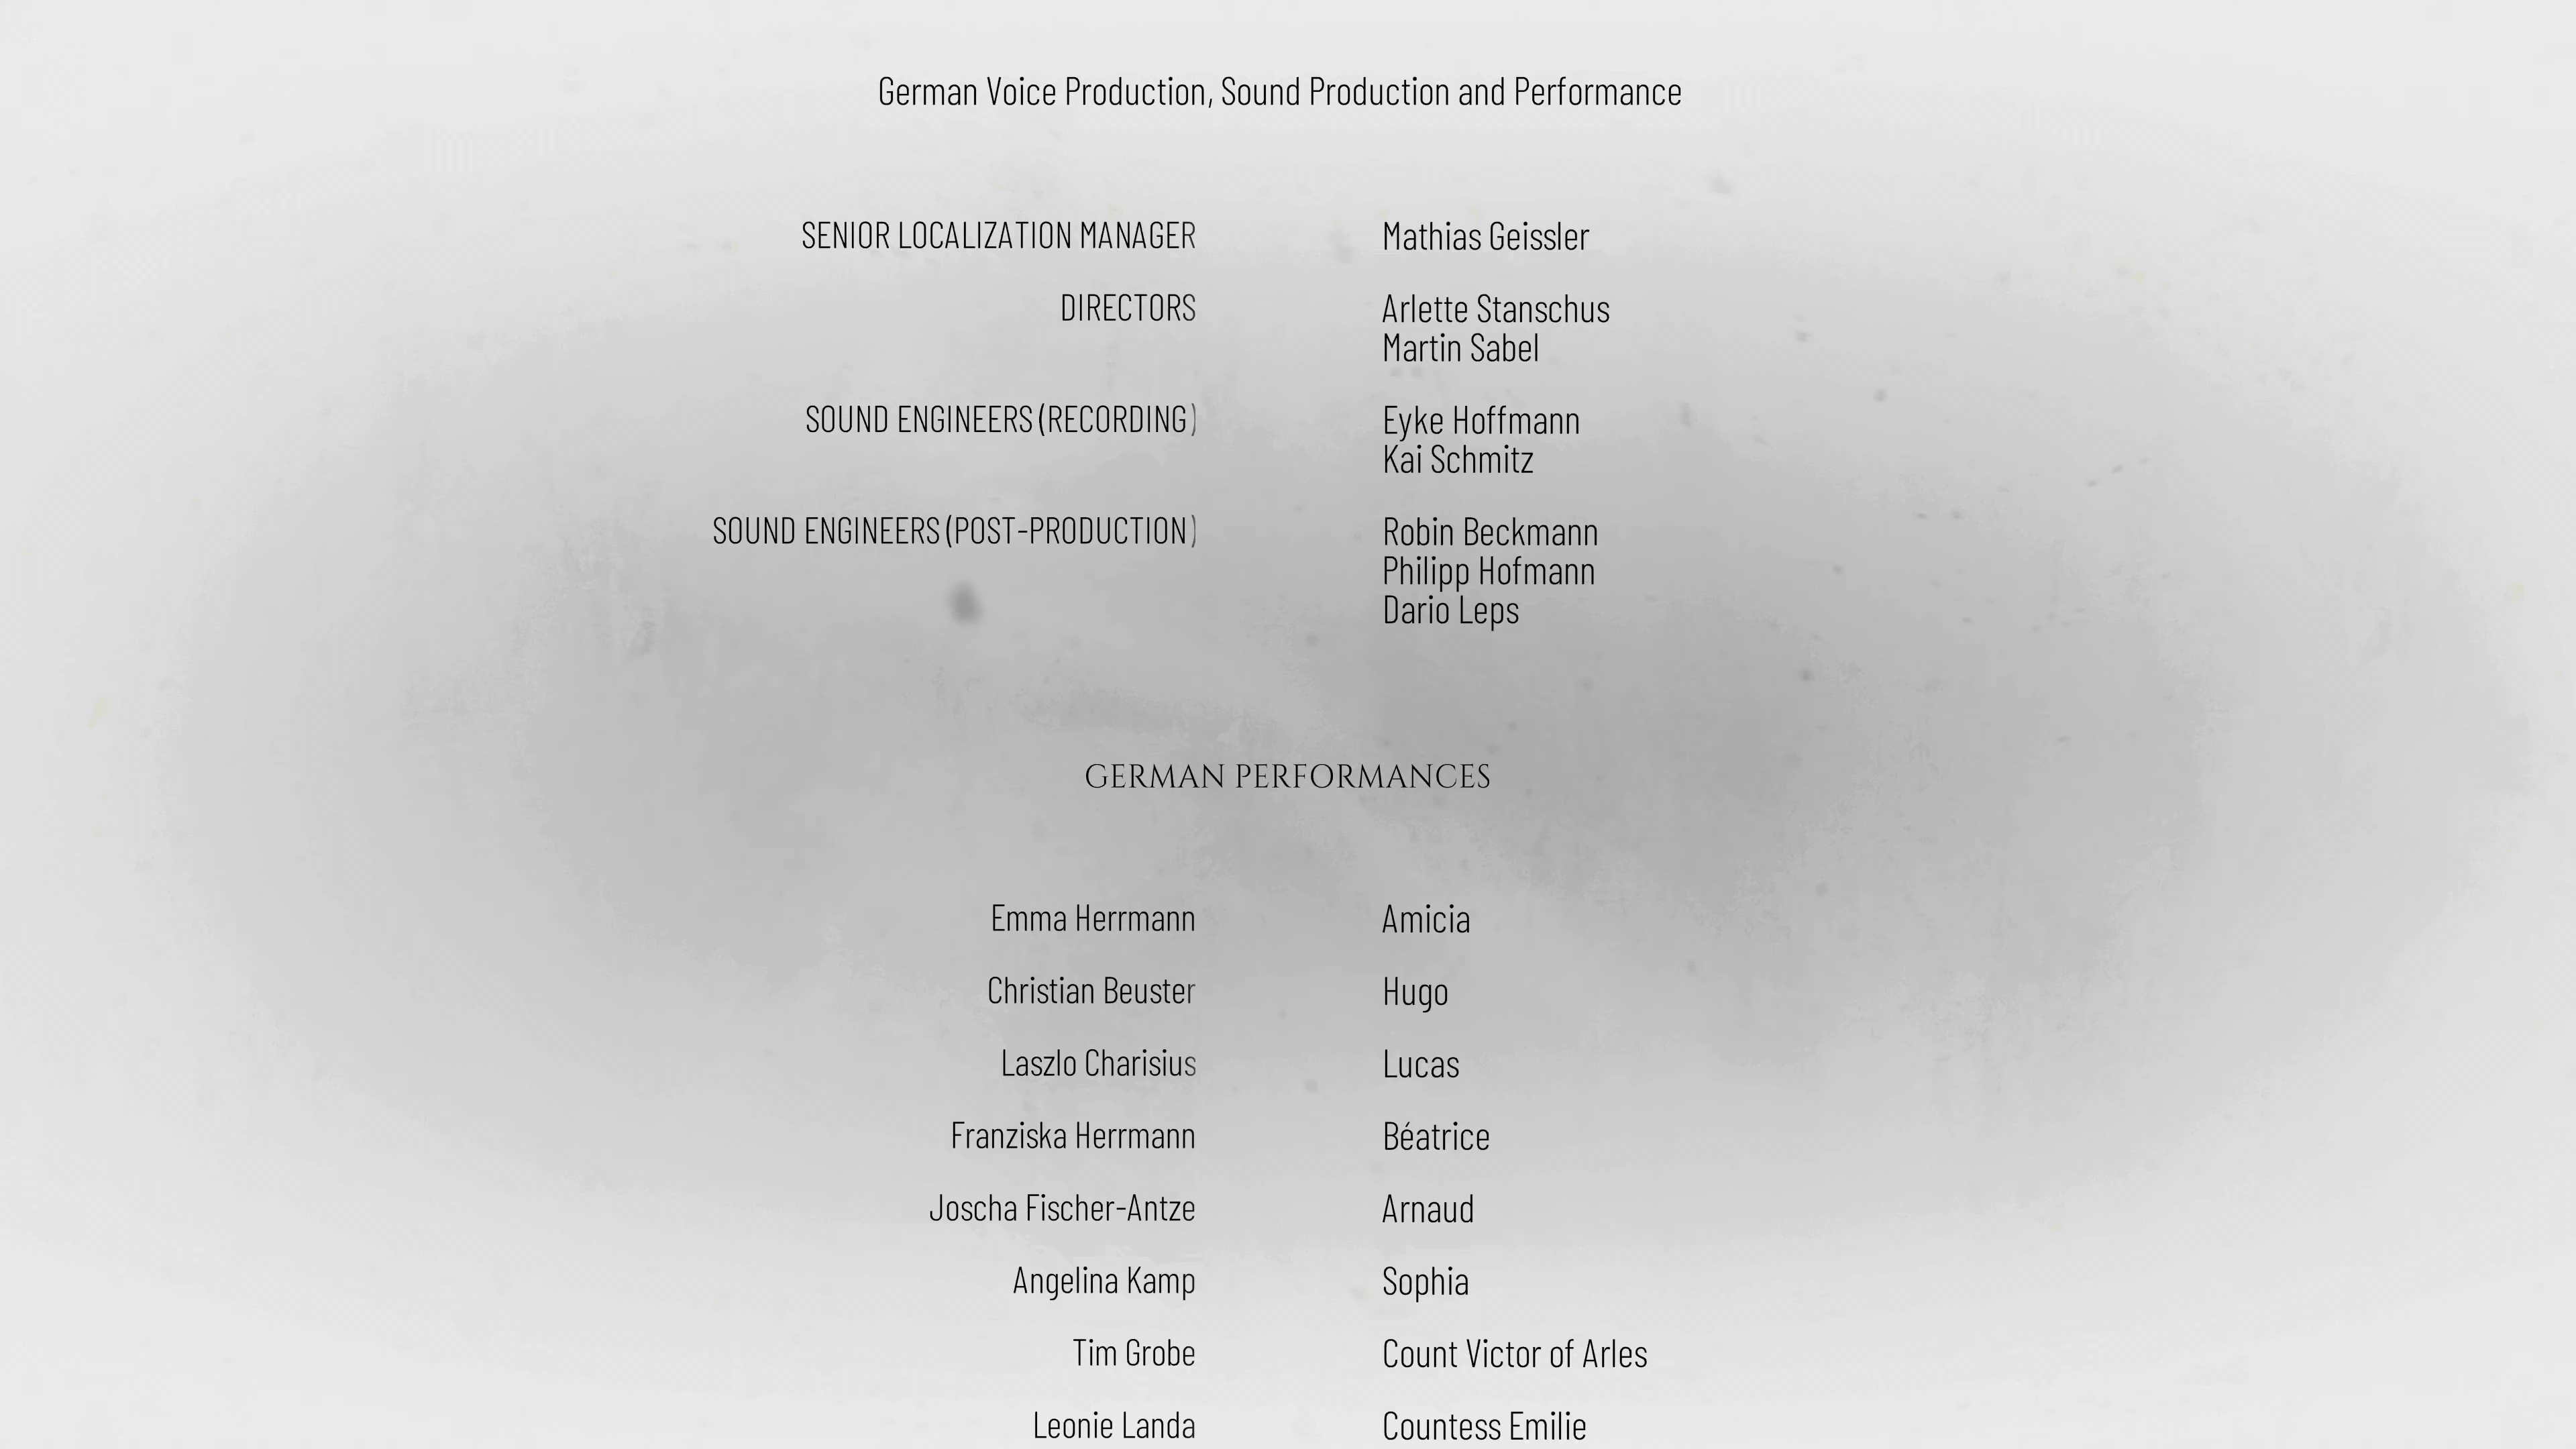 German Voice Production, Sound Production and Performance
SENIOR LOCALIZATION MANAGER Mathias Geissler
DIRECTORS Arlette Stanschus
Martin Sabel
SOUND ENGINEERS (RECORDING) Eyke Hoffmann
Kai Schmitz
SOUND ENGINEERS (POST-PRODUCTION) Robin Beckmann
Philipp Hofmann
Dario Leps
GERMAN PERFORMANCES
Emma Herrmann Amicia
Christian Beuster Hugo
Laszlo Charisius Lucas
Franziska Herrmann Béatrice
Joscha Fischer-Antze Arnaud
Angelina Kamp Sophia
Tim Grobe Count Victor of Arles
Leonie Landa Countess Emilie